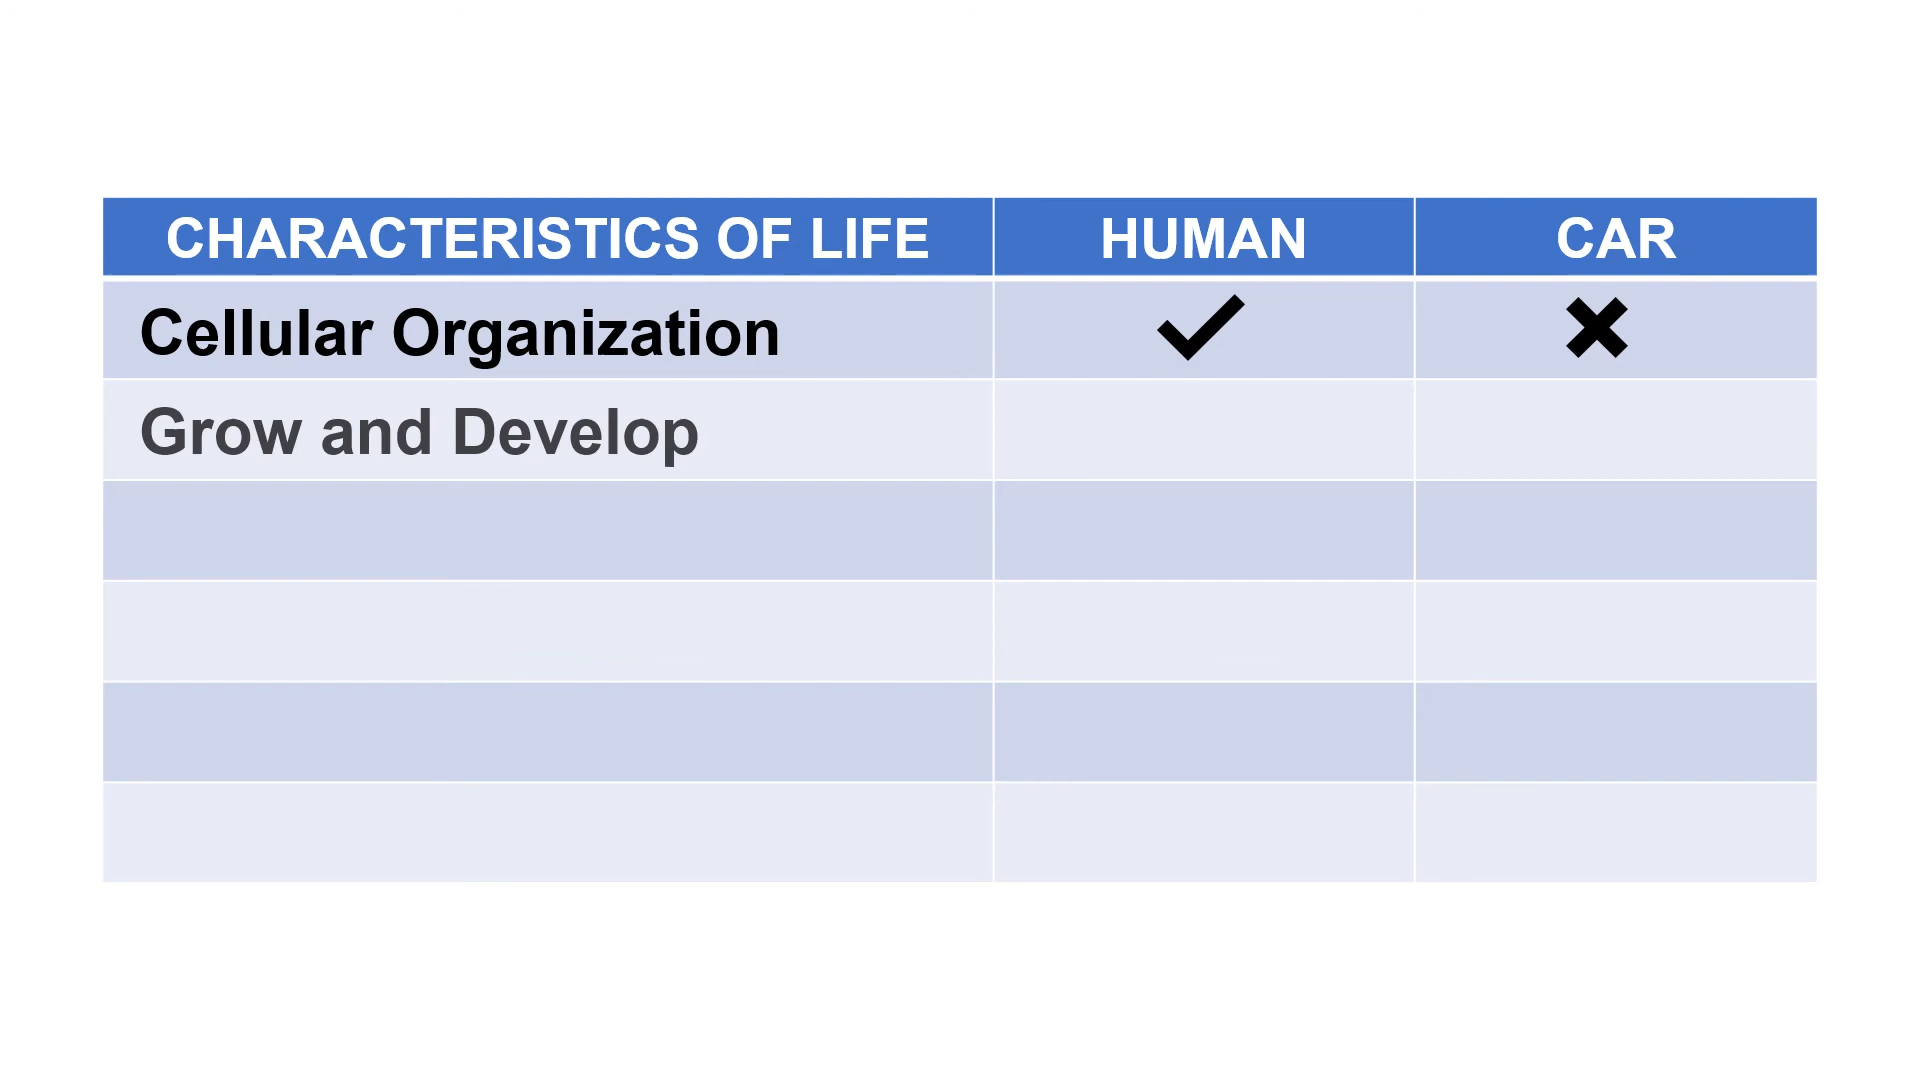 CHARACTERISTICS OF LIFE HUMAN CAR
Cellular Organization ✔ ✖
Grow and Develop